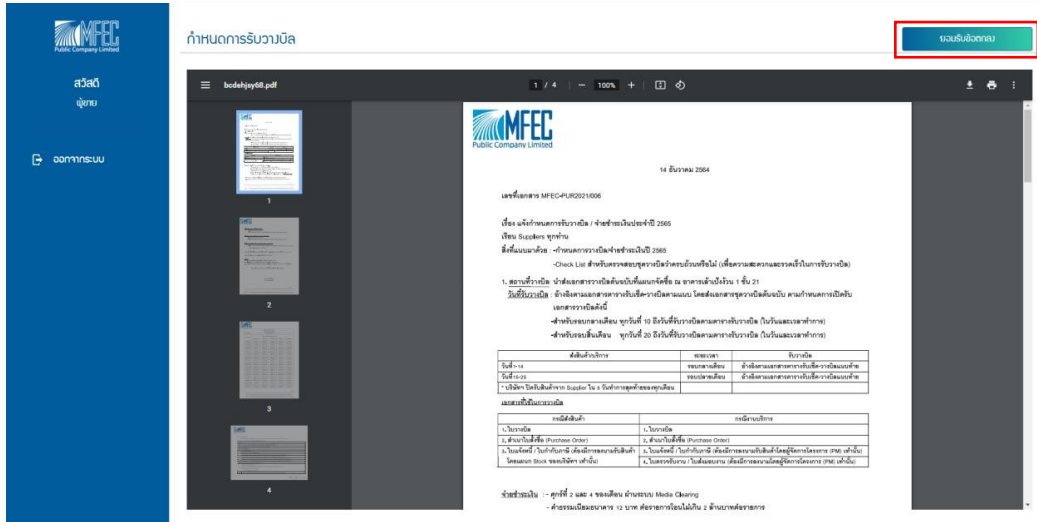 MFEC
Public Company Limited
กำหนดการรับวางบิล
ยอมรับข้อตกลง
สวัสดี
ผู้ขาย
ออกจากระบบ
bodehjsy68.pdf
1 / 4
100%
1
2
3
4
MFEC
Public Company Limited
14 ธันวาคม 2564
เลขที่เอกสาร MFEC-PUR2021/006
เรื่อง แจ้งกำหนดการรับวางบิล / จ่ายชำระเงินประจำปี 2565
เรียน Suppliers ทุกท่าน
สิ่งที่แนบมาด้วย : -กำหนดการวางบิล/จ่ายชำระเงินปี 2565
-Check List สำหรับตรวจสอบชุดวางบิลว่าครบถ้วนหรือไม่ (เพื่อความสะดวกและรวดเร็วในการรับวางบิล)
1. สถานที่วางบิล นำส่งเอกสารวางบิลต้นฉบับที่แผนกจัดซื้อ ณ อาคารเล้าเป้งง้วน 1 ชั้น 21
วันที่รับวางบิล : อ้างอิงตามเอกสารตารางรับเช็ค-วางบิลตามแนบ โดยส่งเอกสารชุดวางบิลต้นฉบับ ตามกำหนดการเปิดรับ
เอกสารวางบิลดังนี้
-สำหรับรอบกลางเดือน ทุกวันที่ 10 ถึงวันที่รับวางบิลตามตารางรับวางบิล (ในวันและเวลาทำการ)
-สำหรับรอบสิ้นเดือน ทุกวันที่ 20 ถึงวันที่รับวางบิลตามตารางรับวางบิล (ในวันและเวลาทำการ)
ส่งสินค้า/บริการ ระยะเวลา รับวางบิล
วันที่1-14 รอบกลางเดือน อ้างอิงตามเอกสารตารางรับเช็ค-วางบิลแนบท้าย
วันที่15-25 รอบปลายเดือน อ้างอิงตามเอกสารตารางรับเช็ค-วางบิลแนบท้าย
* บริษัทฯ ปิดรับสินค้าจาก Supplier ใน 3 วันทำการสุดท้ายของทุกเดือน
เอกสารที่ใช้ในการวางบิล
กรณีส่งสินค้า กรณีงานบริการ
1. ใบวางบิล 1. ใบวางบิล
2. สำเนาใบสั่งซื้อ (Purchase Order) 2. สำเนาใบสั่งซื้อ (Purchase Order)
3. ใบแจ้งหนี้ / ใบกำกับภาษี (ต้องมีการลงนามรับสินค้า 3. ใบแจ้งหนี้ / ใบกำกับภาษี (ต้องมีการลงนามรับสินค้าโดยผู้จัดการโครงการ (PM) เท่านั้น)
โดยแผนก Stock ของบริษัทฯ เท่านั้น) 4. ใบตรวจรับงาน / ใบส่งมอบงาน (ต้องมีการลงนามโดยผู้จัดการโครงการ (PM) เท่านั้น)
จ่ายชำระเงิน : - ศุกร์ที่ 2 และ 4 ของเดือน ผ่านระบบ Media Clearing
- ค่าธรรมเนียมธนาคาร 12 บาท ต่อรายการโอนไม่เกิน 2 ล้านบาทต่อรายการ